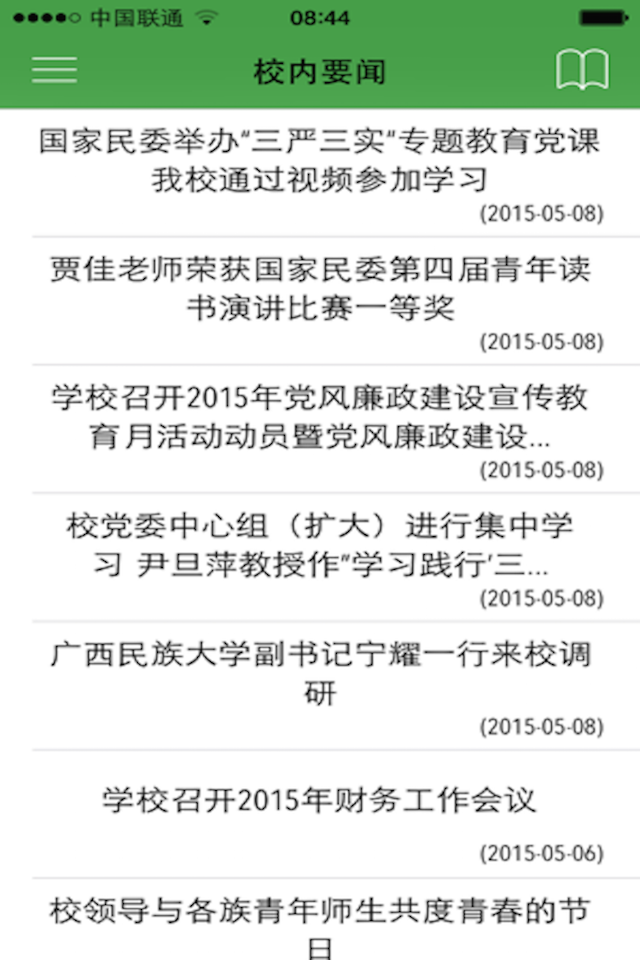 中国联通 08:44
校内要闻
国家民委举办“三严三实”专题教育党课
我校通过视频参加学习
(2015-05-08)
贾佳老师荣获国家民委第四届青年读
书演讲比赛一等奖
(2015-05-08)
学校召开2015年党风廉政建设宣传教
育月活动动员暨党风廉政建设...
(2015-05-08)
校党委中心组（扩大）进行集中学
习 尹旦萍教授作“学习践行‘三...
(2015-05-08)
广西民族大学副书记宁耀一行来校调
研
(2015-05-08)
学校召开2015年财务工作会议
(2015-05-06)
校领导与各族青年师生共度青春的节
日